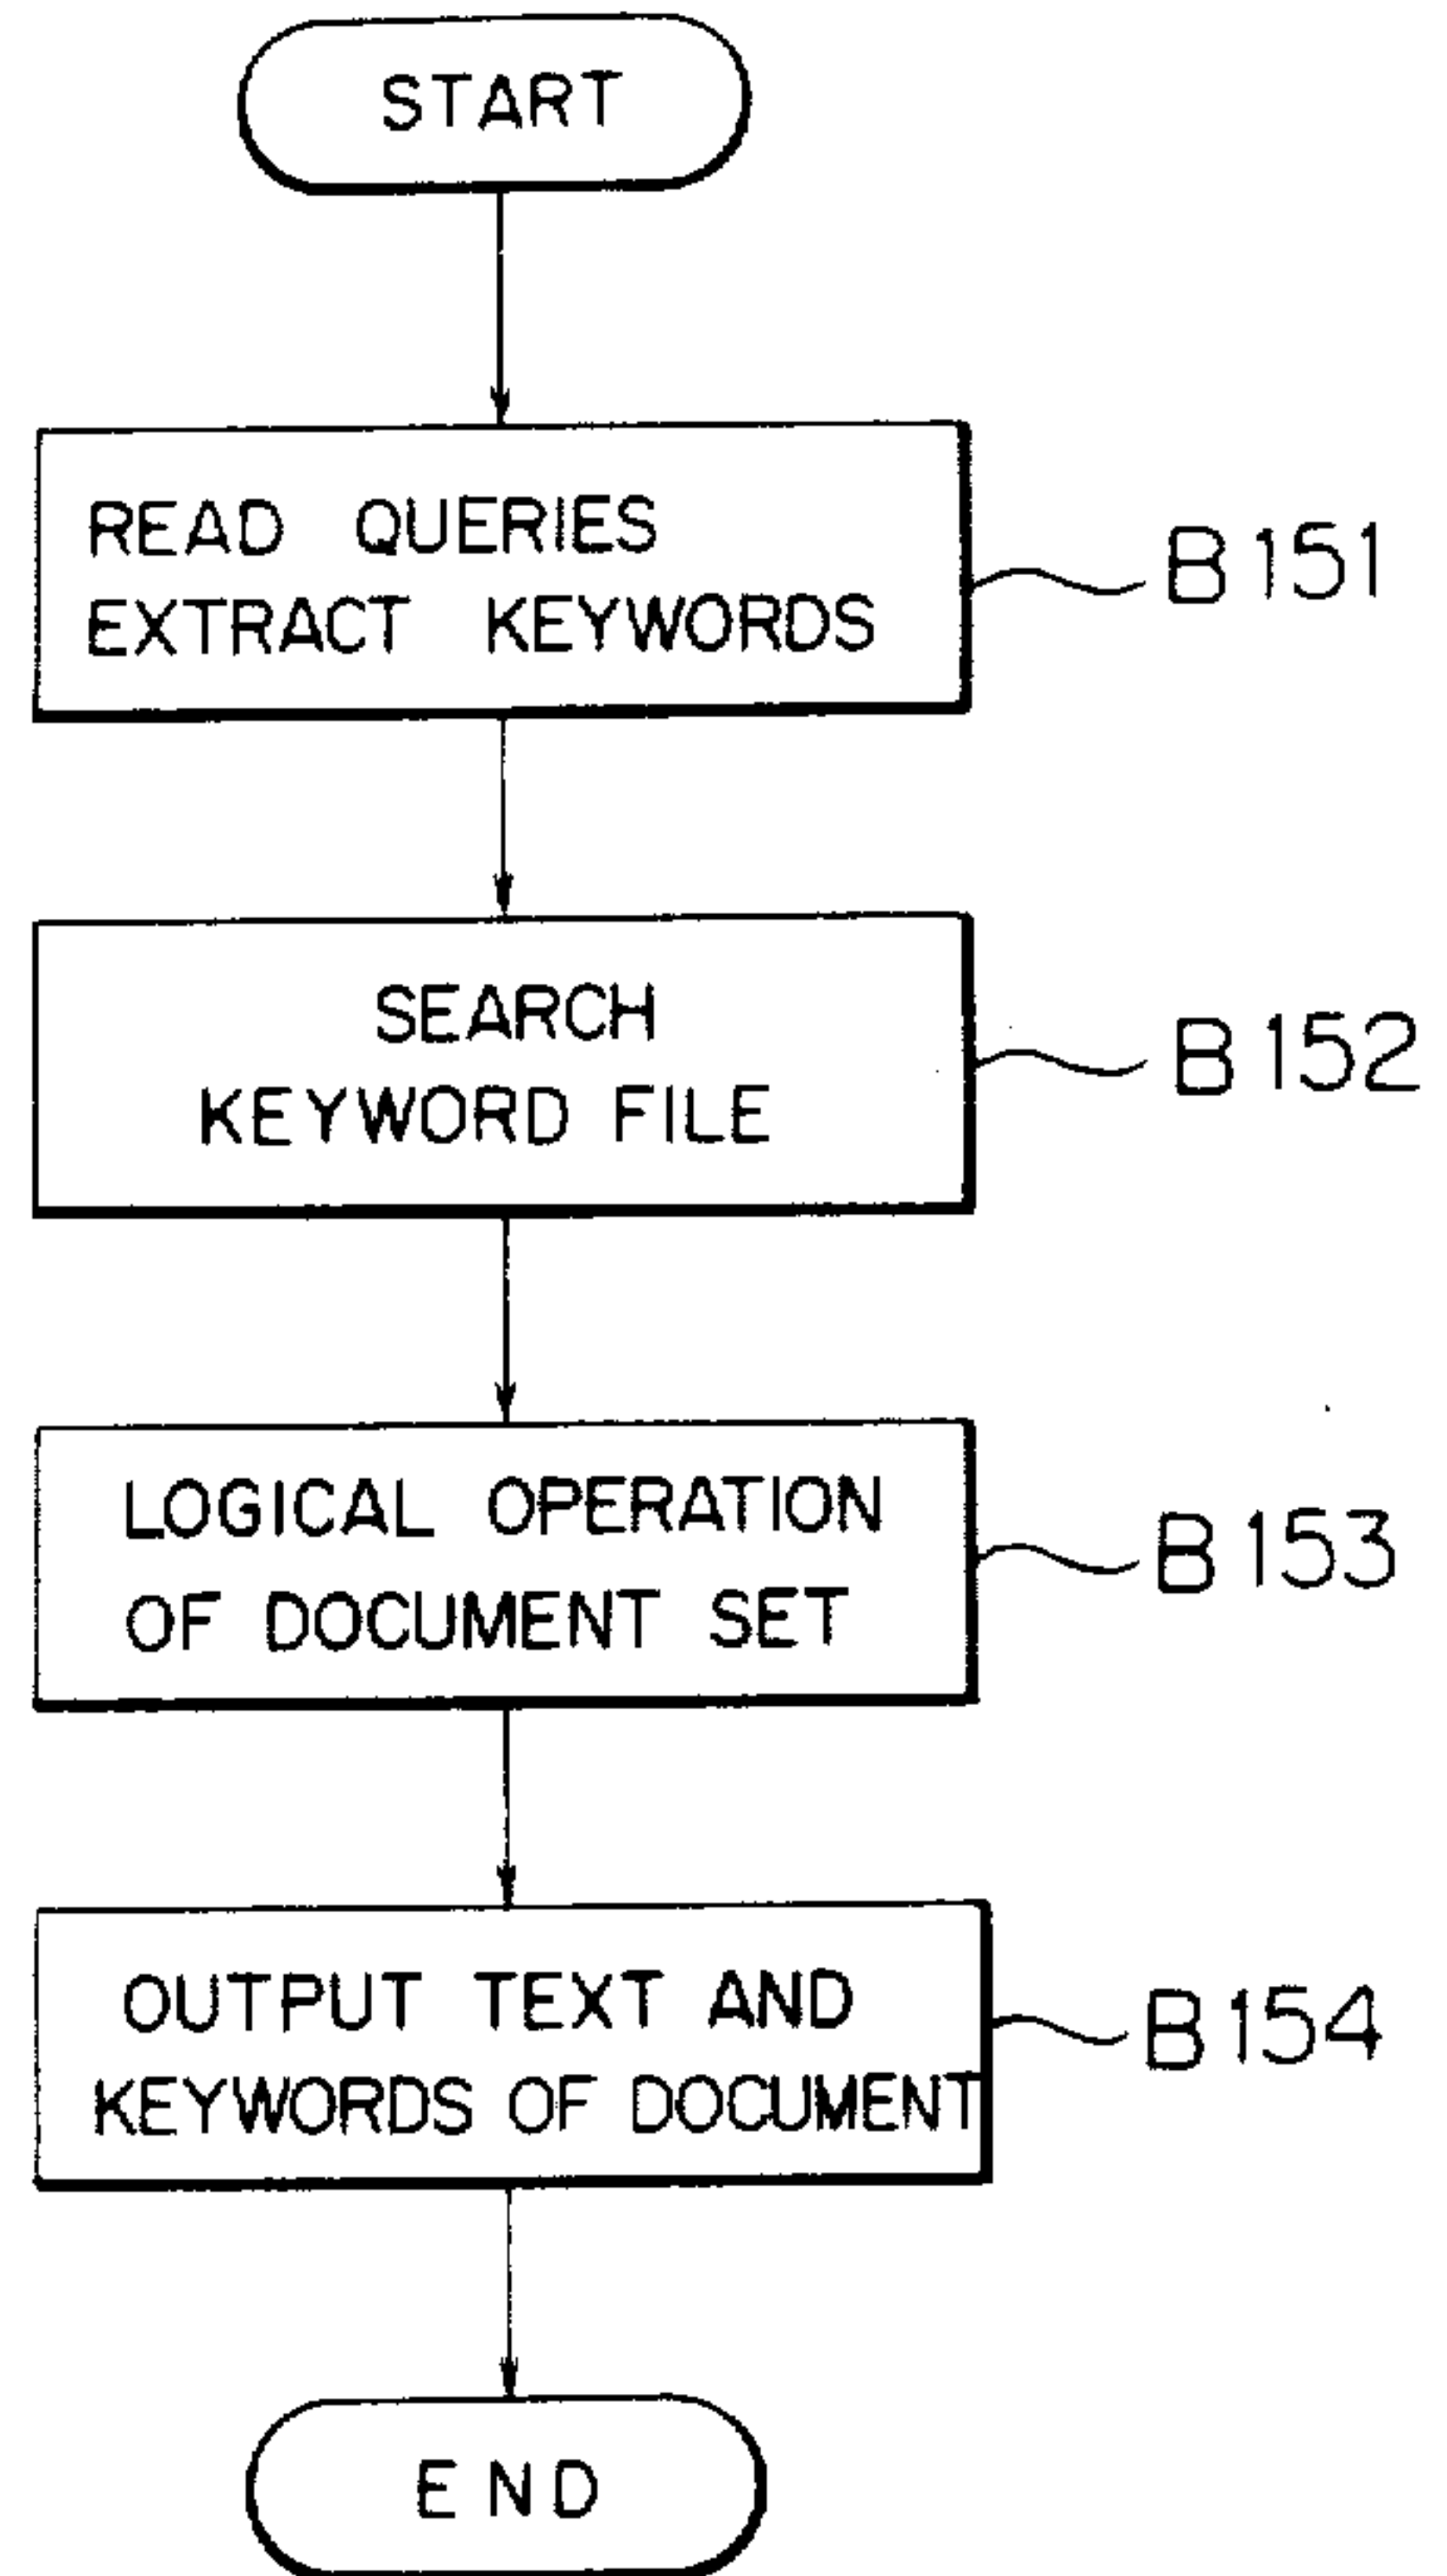 START
READ QUERIES
EXTRACT KEYWORDS
B151
SEARCH
KEYWORD FILE
B152
LOGICAL OPERATION
OF DOCUMENT SET
B153
OUTPUT TEXT AND
KEYWORDS OF DOCUMENT
B154
END